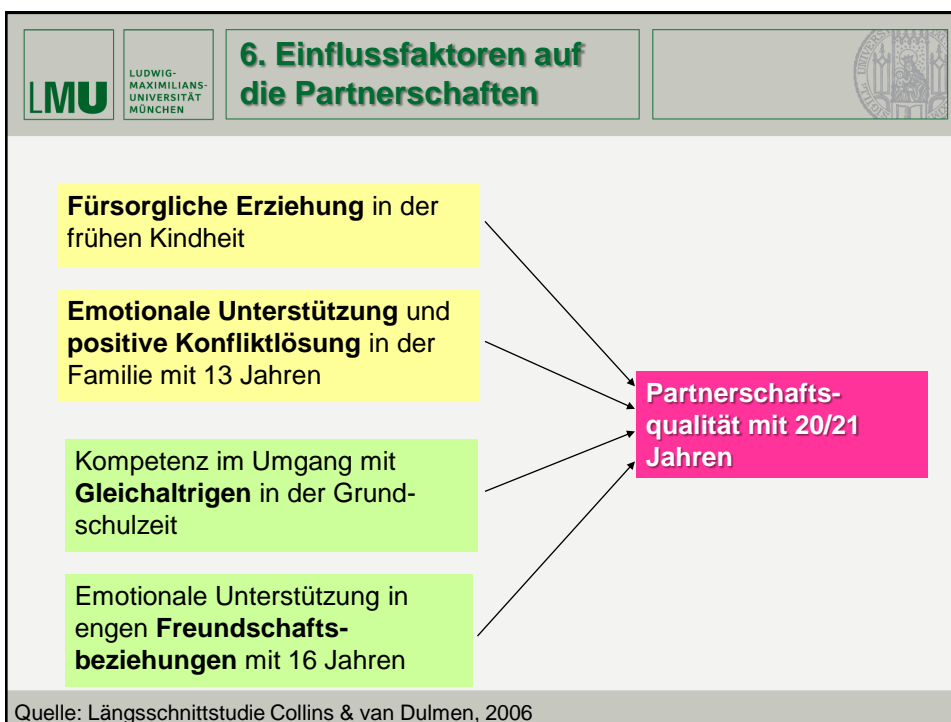 LMU
LUDWIG-
MAXIMILIANS-
UNIVERSITÄT
MÜNCHEN
6. Einflussfaktoren auf
die Partnerschaften
Fürsorgliche Erziehung in der
frühen Kindheit
Emotionale Unterstützung und
positive Konfliktlösung in der
Familie mit 13 Jahren
Kompetenz im Umgang mit
Gleichaltrigen in der Grund-
schulzeit
Emotionale Unterstützung in
engen Freundschafts-
beziehungen mit 16 Jahren
Partnerschafts-
qualität mit 20/21
Jahren
Quelle: Längsschnittstudie Collins & van Dulmen, 2006